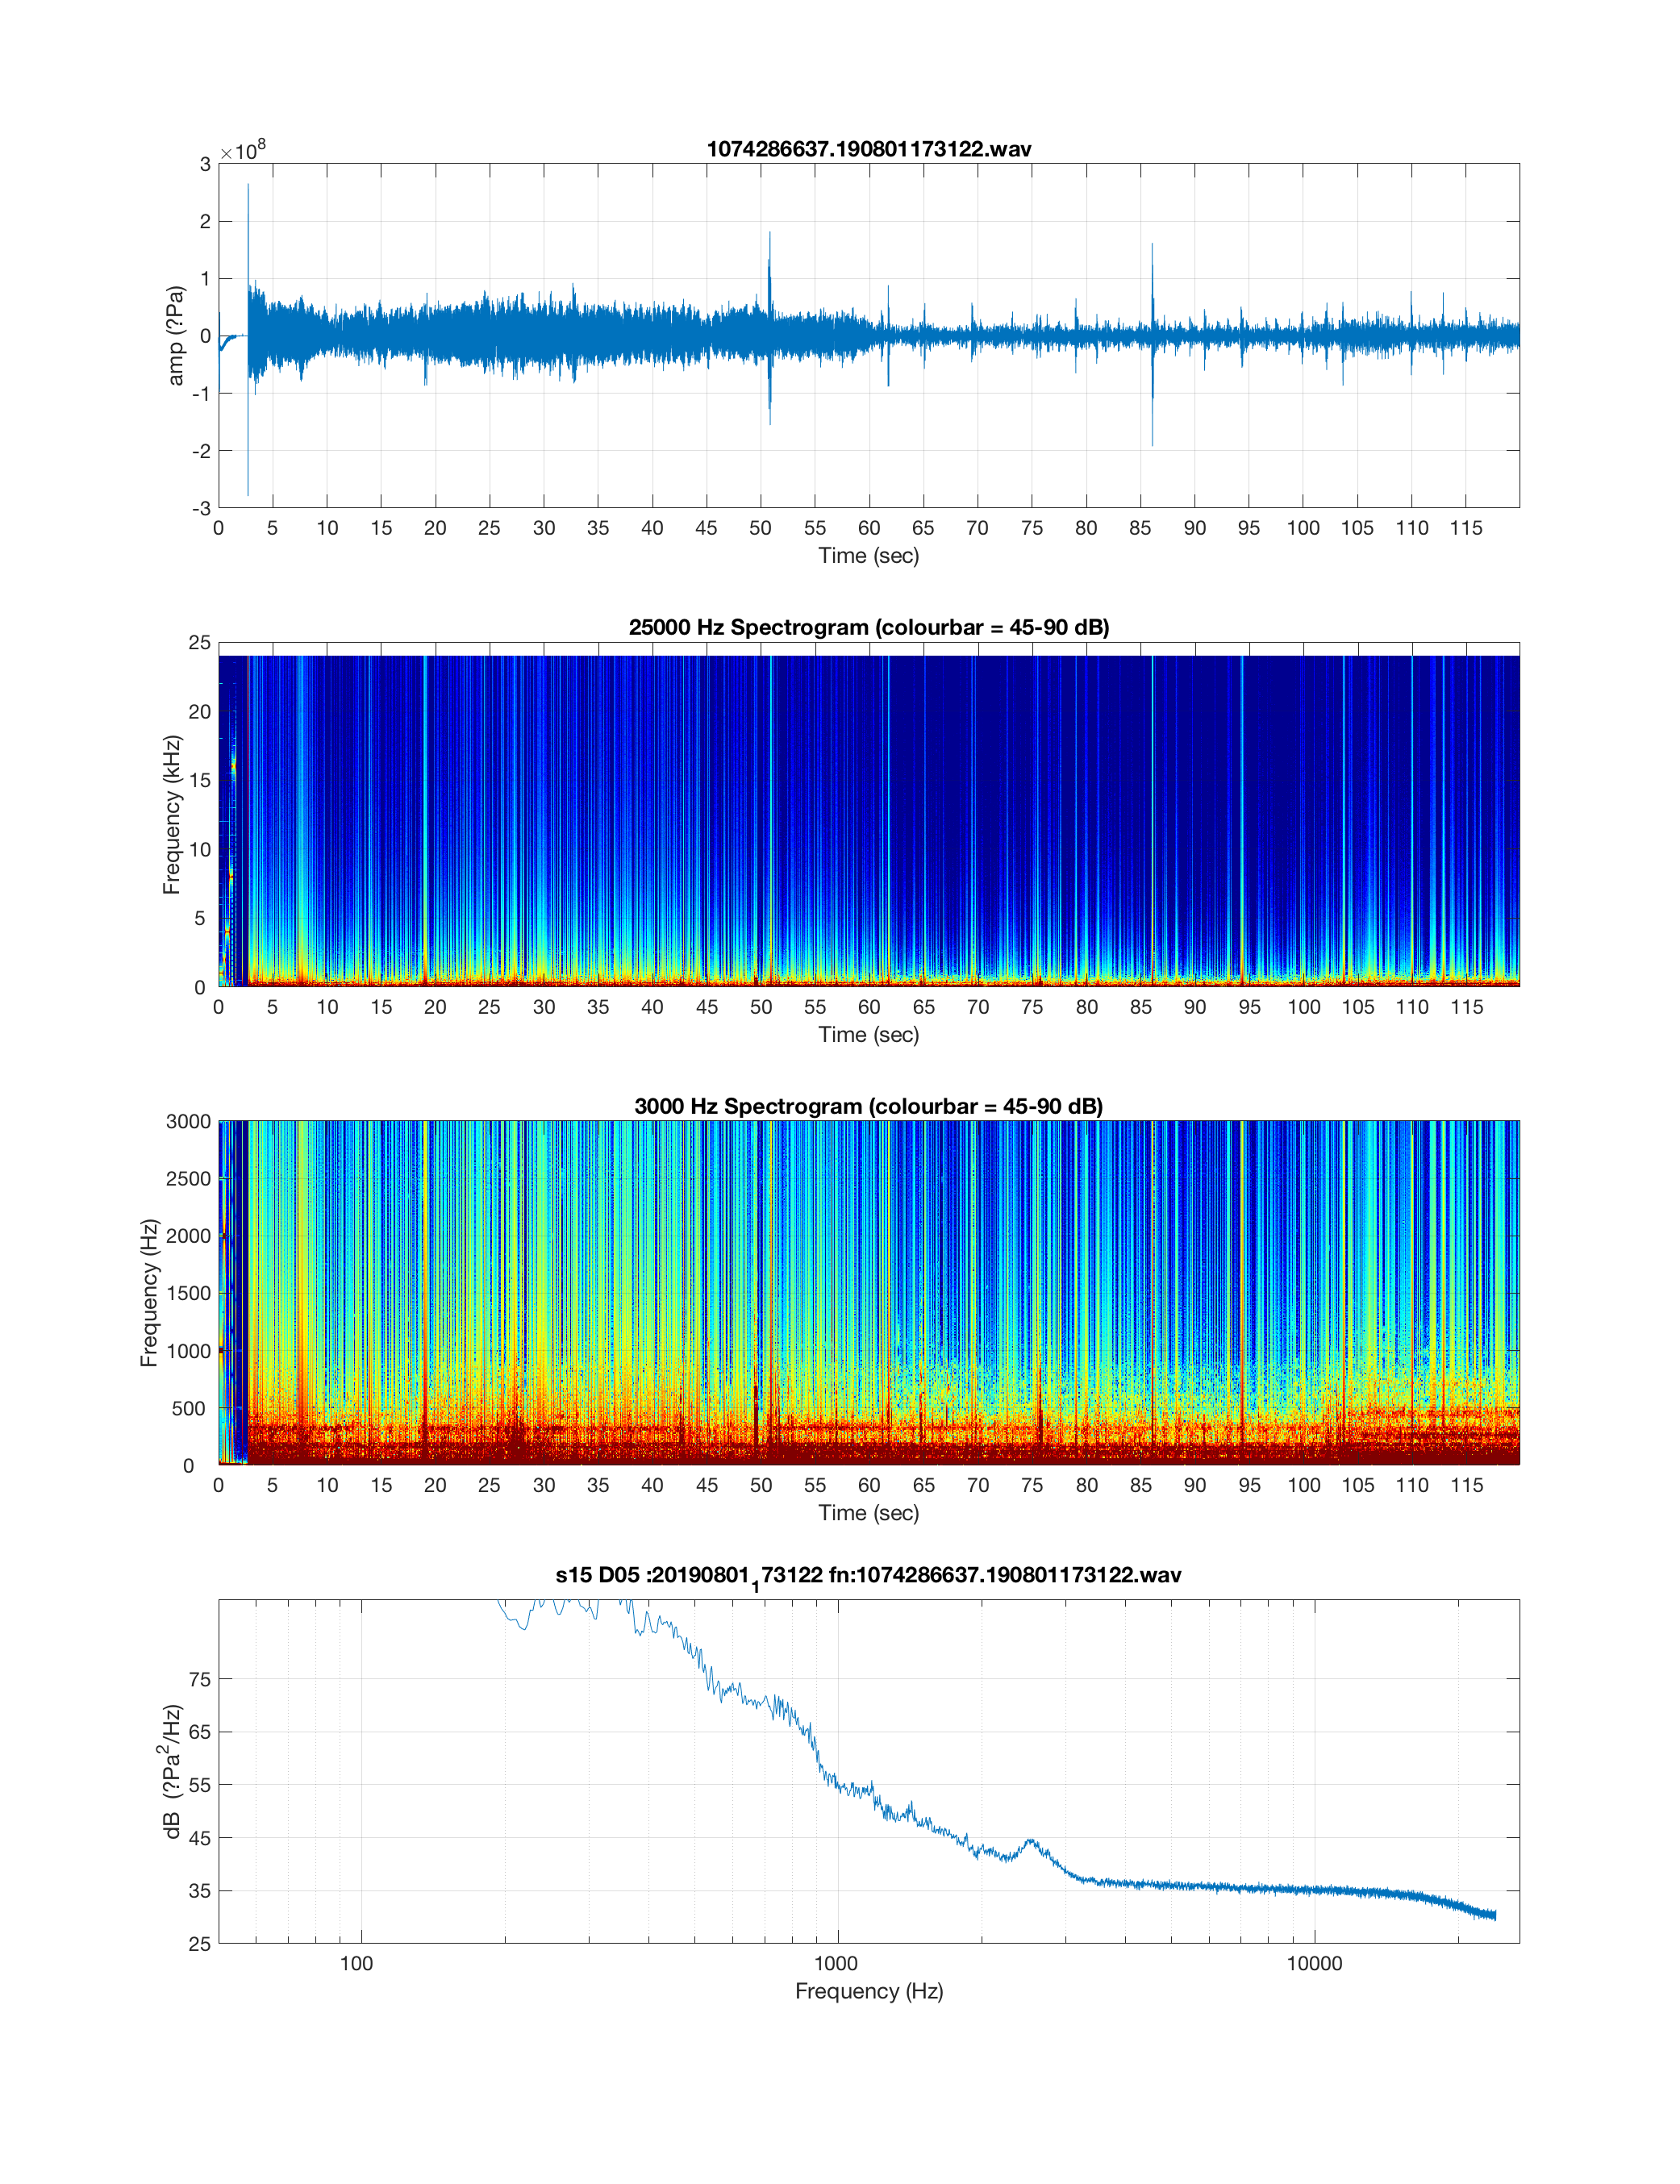 1074286637.190801173122.wav
×10⁸
3
2
1
0
-1
-2
-3
amp (?Pa)
0 5 10 15 20 25 30 35 40 45 50 55 60 65 70 75 80 85 90 95 100 105 110 115
Time (sec)
25000 Hz Spectrogram (colourbar = 45-90 dB)
25
20
15
10
5
0
Frequency (kHz)
0 5 10 15 20 25 30 35 40 45 50 55 60 65 70 75 80 85 90 95 100 105 110 115
Time (sec)
3000 Hz Spectrogram (colourbar = 45-90 dB)
3000
2500
2000
1500
1000
500
0
Frequency (Hz)
0 5 10 15 20 25 30 35 40 45 50 55 60 65 70 75 80 85 90 95 100 105 110 115
Time (sec)
s15 D05 :20190801₁73122 fn:1074286637.190801173122.wav
75
65
55
45
35
25
dB (?Pa²/Hz)
100 1000 10000
Frequency (Hz)